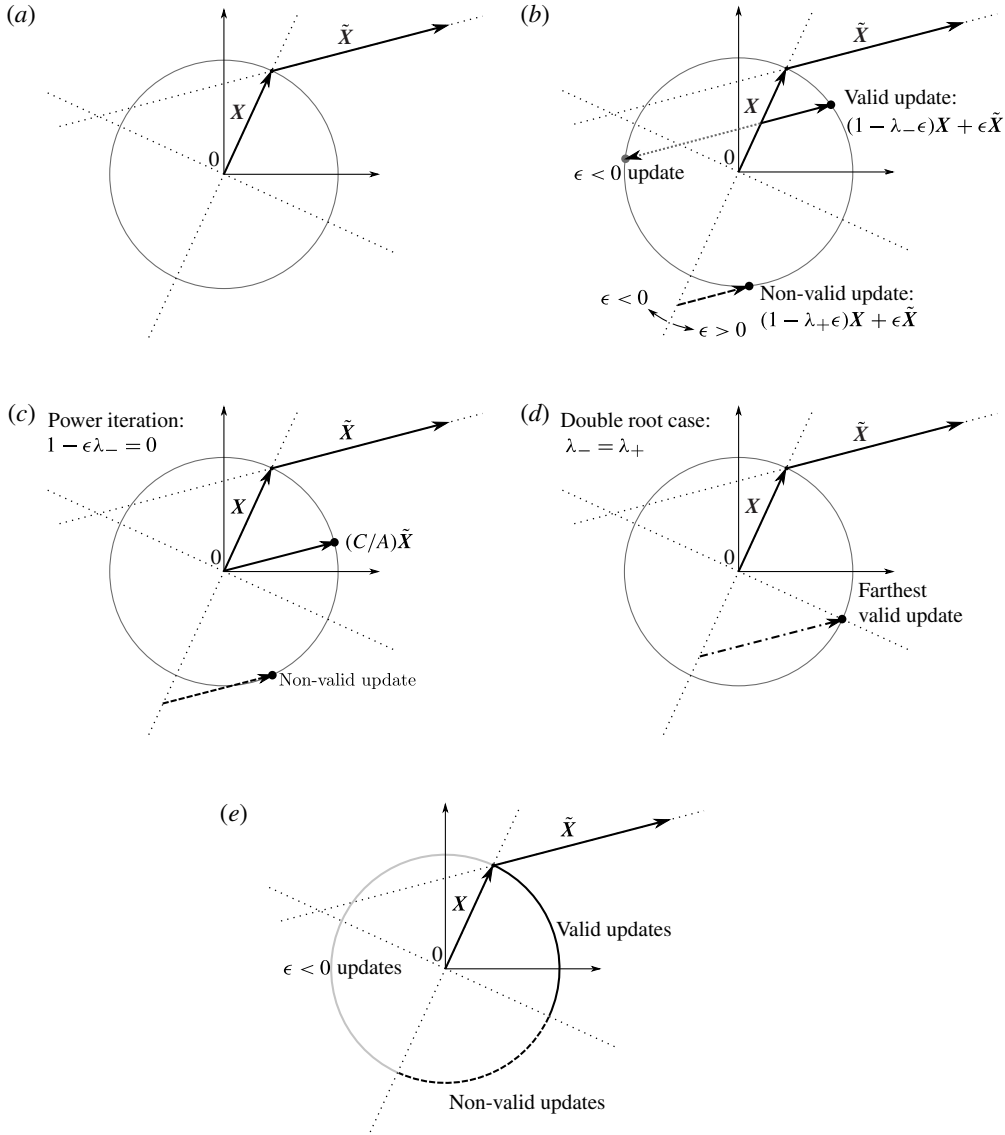 (a)
X̃
X
0
(b)
X̃
X
0
Valid update:
(1 − λ₋ϵ)X + ϵX̃
ϵ < 0 update
ϵ < 0
ϵ > 0
Non-valid update:
(1 − λ₊ϵ)X + ϵX̃
(c)
Power iteration:
1 − ϵλ₋ = 0
X̃
X
0
(C/A)X̃
Non-valid update
(d)
Double root case:
λ₋ = λ₊
X̃
X
0
Farthest
valid update
(e)
X̃
X
0
Valid updates
ϵ < 0 updates
Non-valid updates